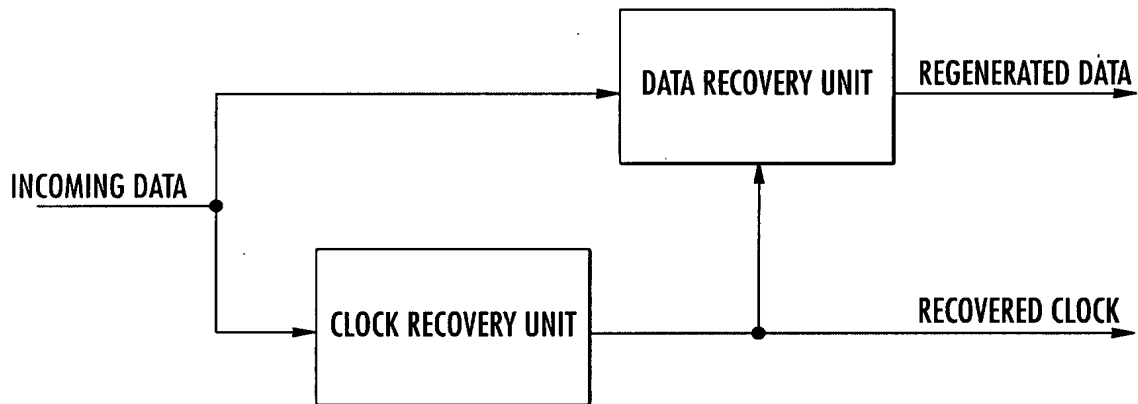 DATA RECOVERY UNIT
REGENERATED DATA
INCOMING DATA
CLOCK RECOVERY UNIT
RECOVERED CLOCK